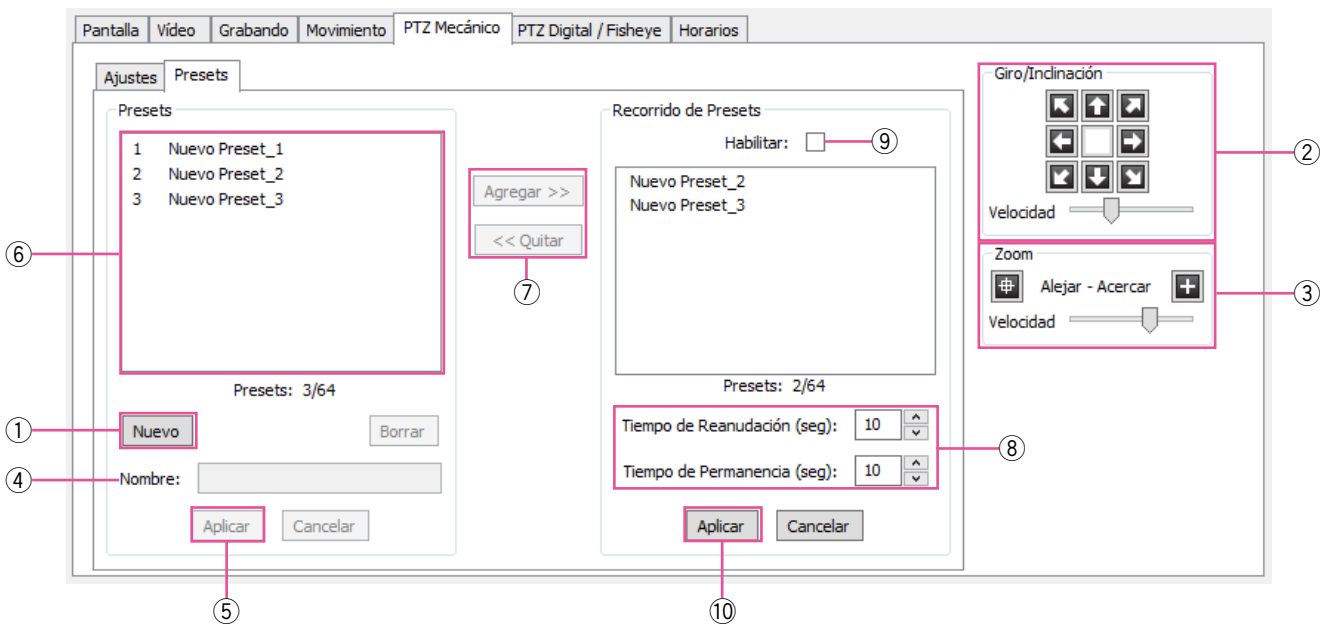 Pantalla Vídeo Grabando Movimiento PTZ Mecánico PTZ Digital / Fisheye Horarios
Ajustes Presets
Presets
1 Nuevo Preset_1
2 Nuevo Preset_2
3 Nuevo Preset_3
Presets: 3/64
Nuevo Borrar
Nombre:
Aplicar Cancelar
Agregar >>
<< Quitar
Recorrido de Presets
Habilitar:
Nuevo Preset_2
Nuevo Preset_3
Presets: 2/64
Tiempo de Reanudación (seg): 10
Tiempo de Permanencia (seg): 10
Aplicar Cancelar
Giro/Inclinación
Velocidad
Zoom
Alejar - Acercar
Velocidad
①
②
③
④
⑤
⑥
⑦
⑧
⑨
⑩